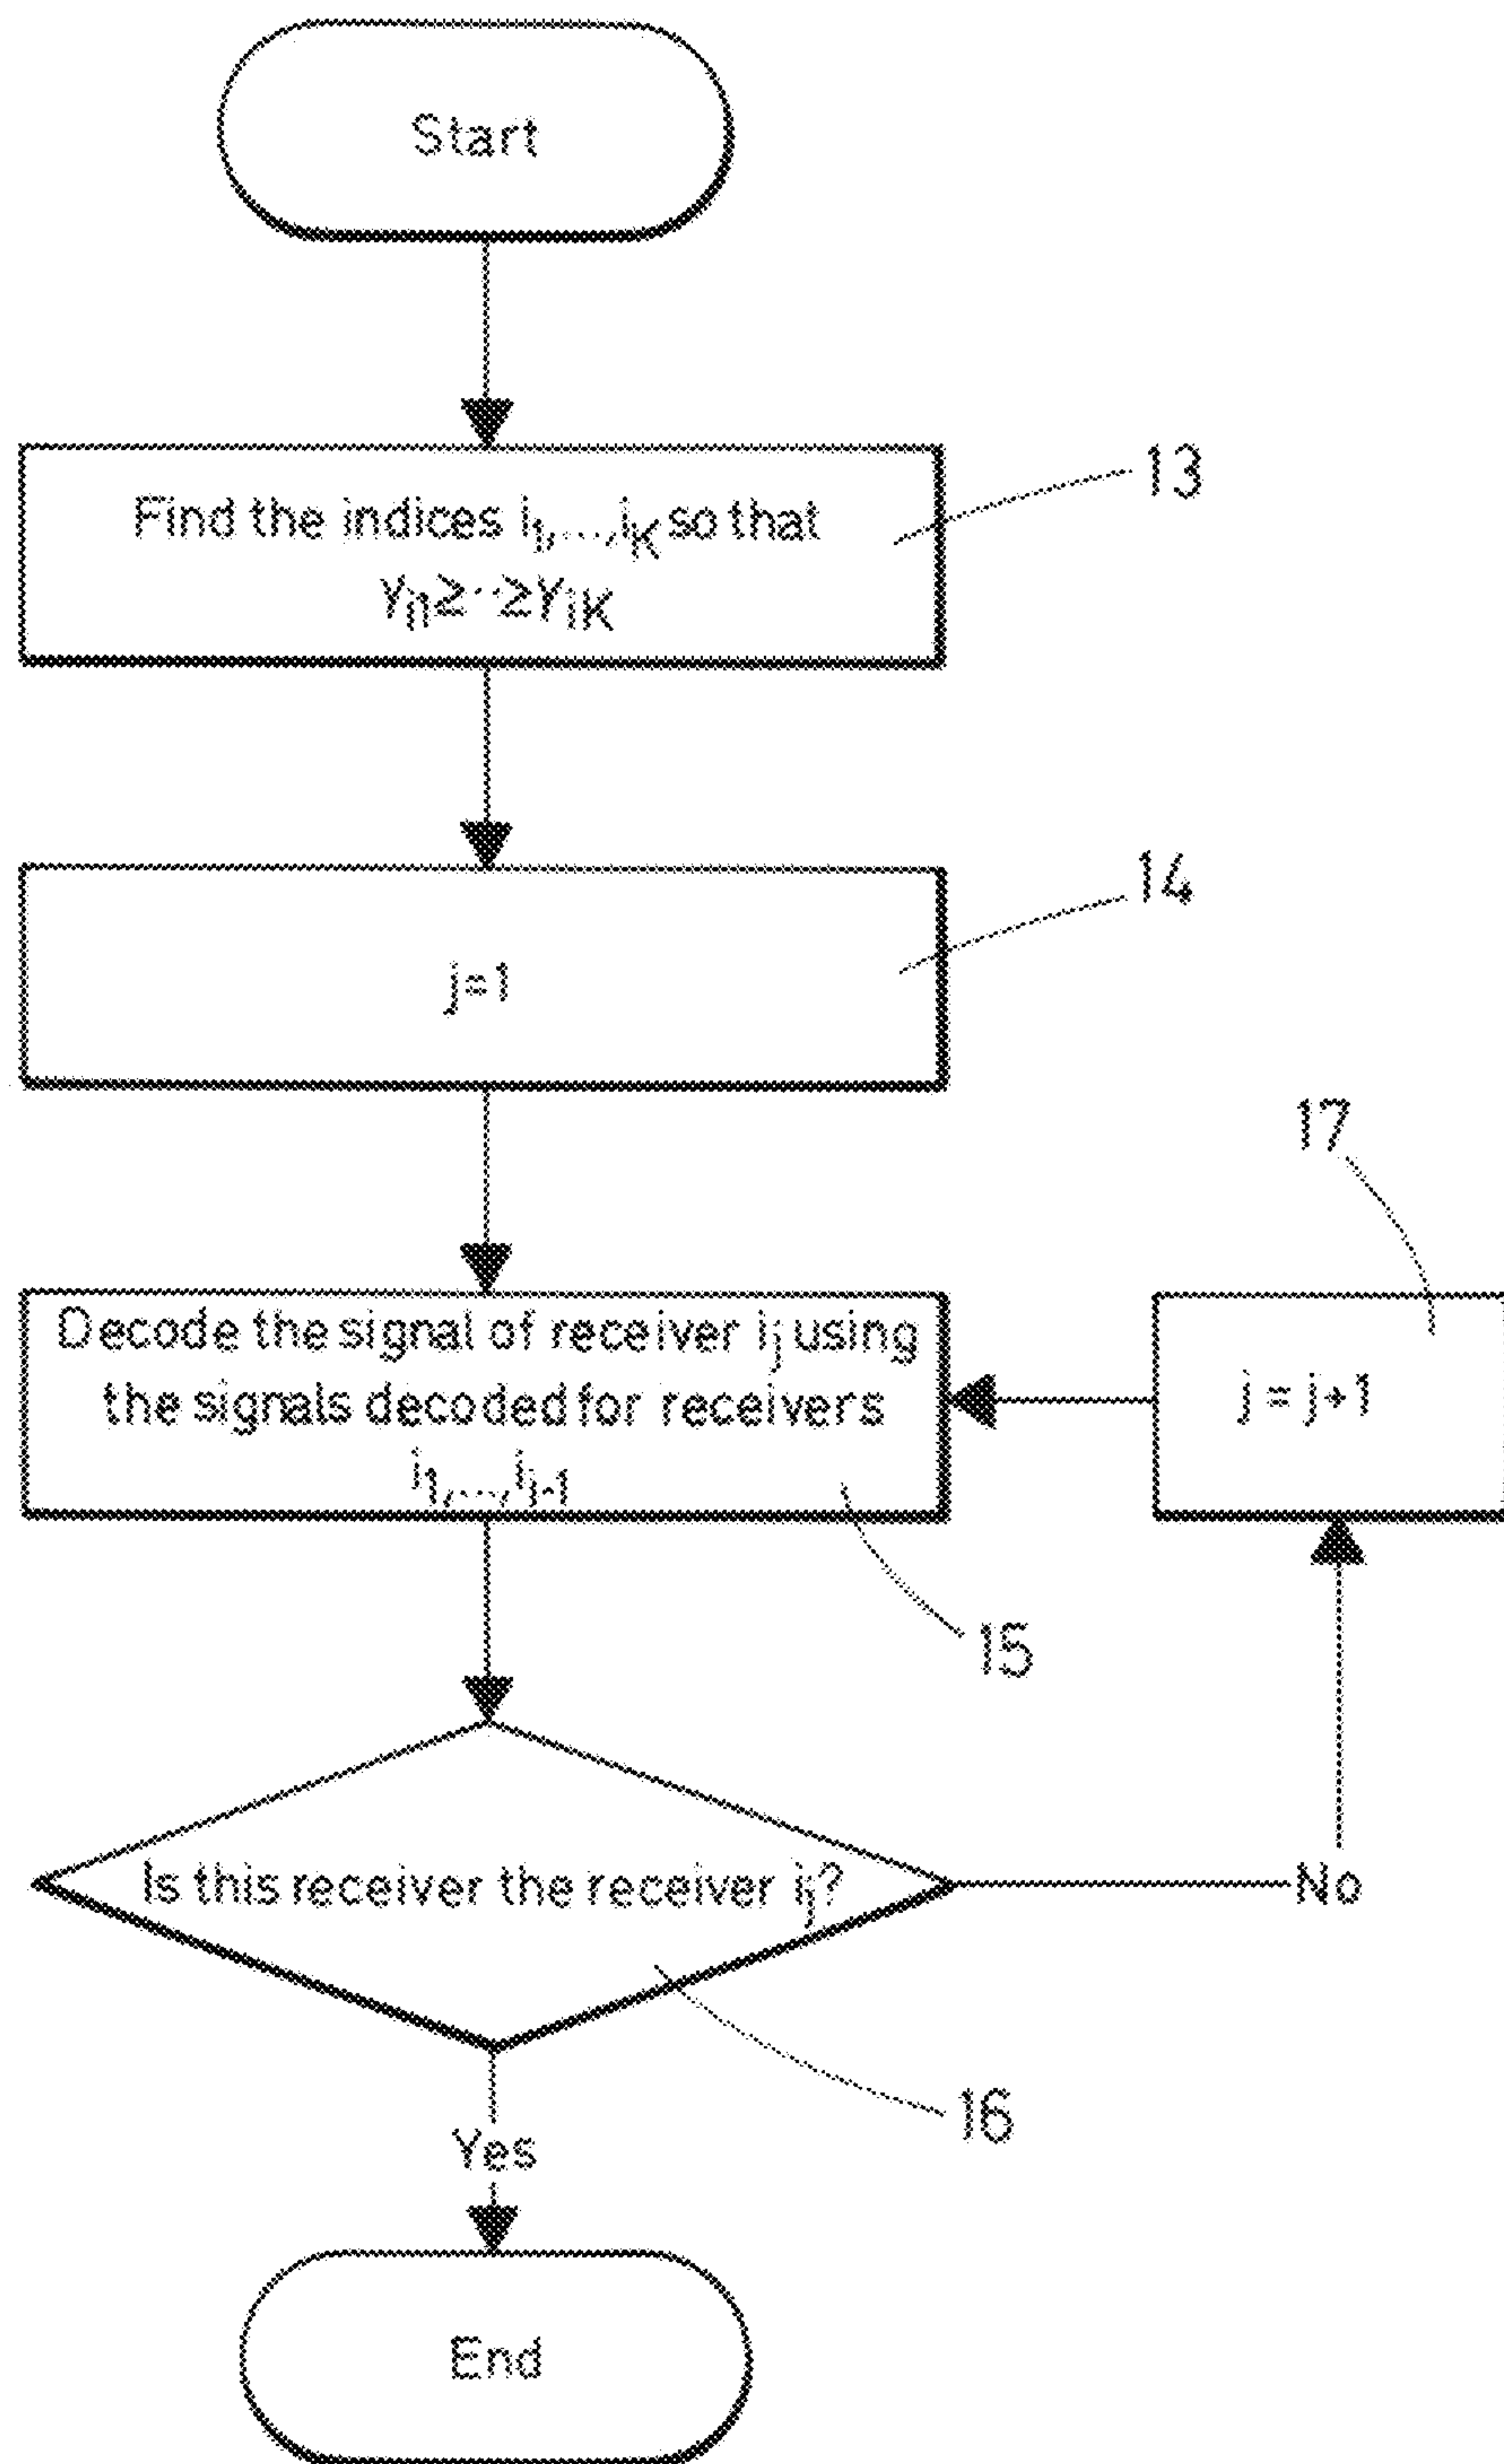 Start
Find the indices i₁,...,iK so that
γi1≥··≥γiK
13
j=1
14
17
Decode the signal of receiver ij using
the signals decoded for receivers
i1,...,ij-1
j = j+1
15
Is this receiver the receiver ij?
No
16
Yes
End